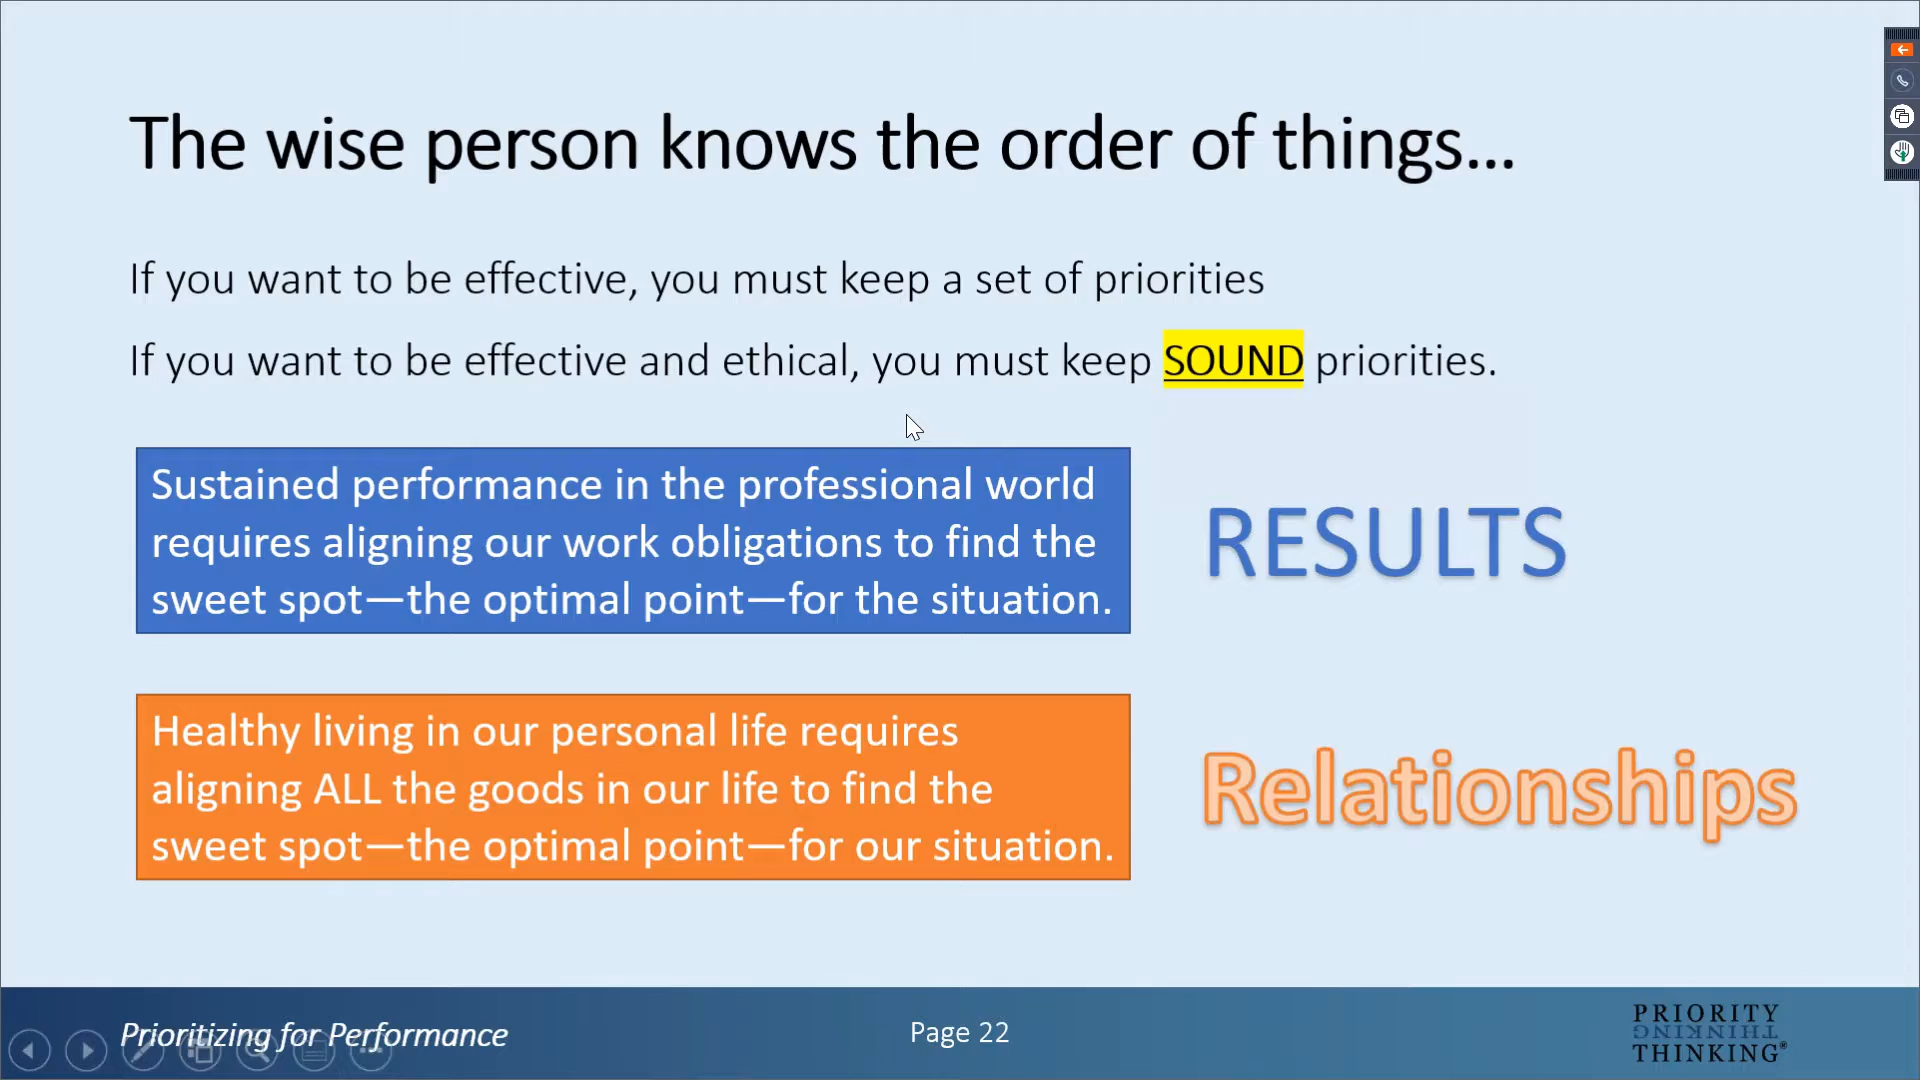 The wise person knows the order of things…
If you want to be effective, you must keep a set of priorities
If you want to be effective and ethical, you must keep SOUND priorities.
Sustained performance in the professional world
requires aligning our work obligations to find the
sweet spot—the optimal point—for the situation.
RESULTS
Healthy living in our personal life requires
aligning ALL the goods in our life to find the
sweet spot—the optimal point—for our situation.
Relationships
Prioritizing for Performance
Page 22
PRIORITY
THINKING
THINKING®